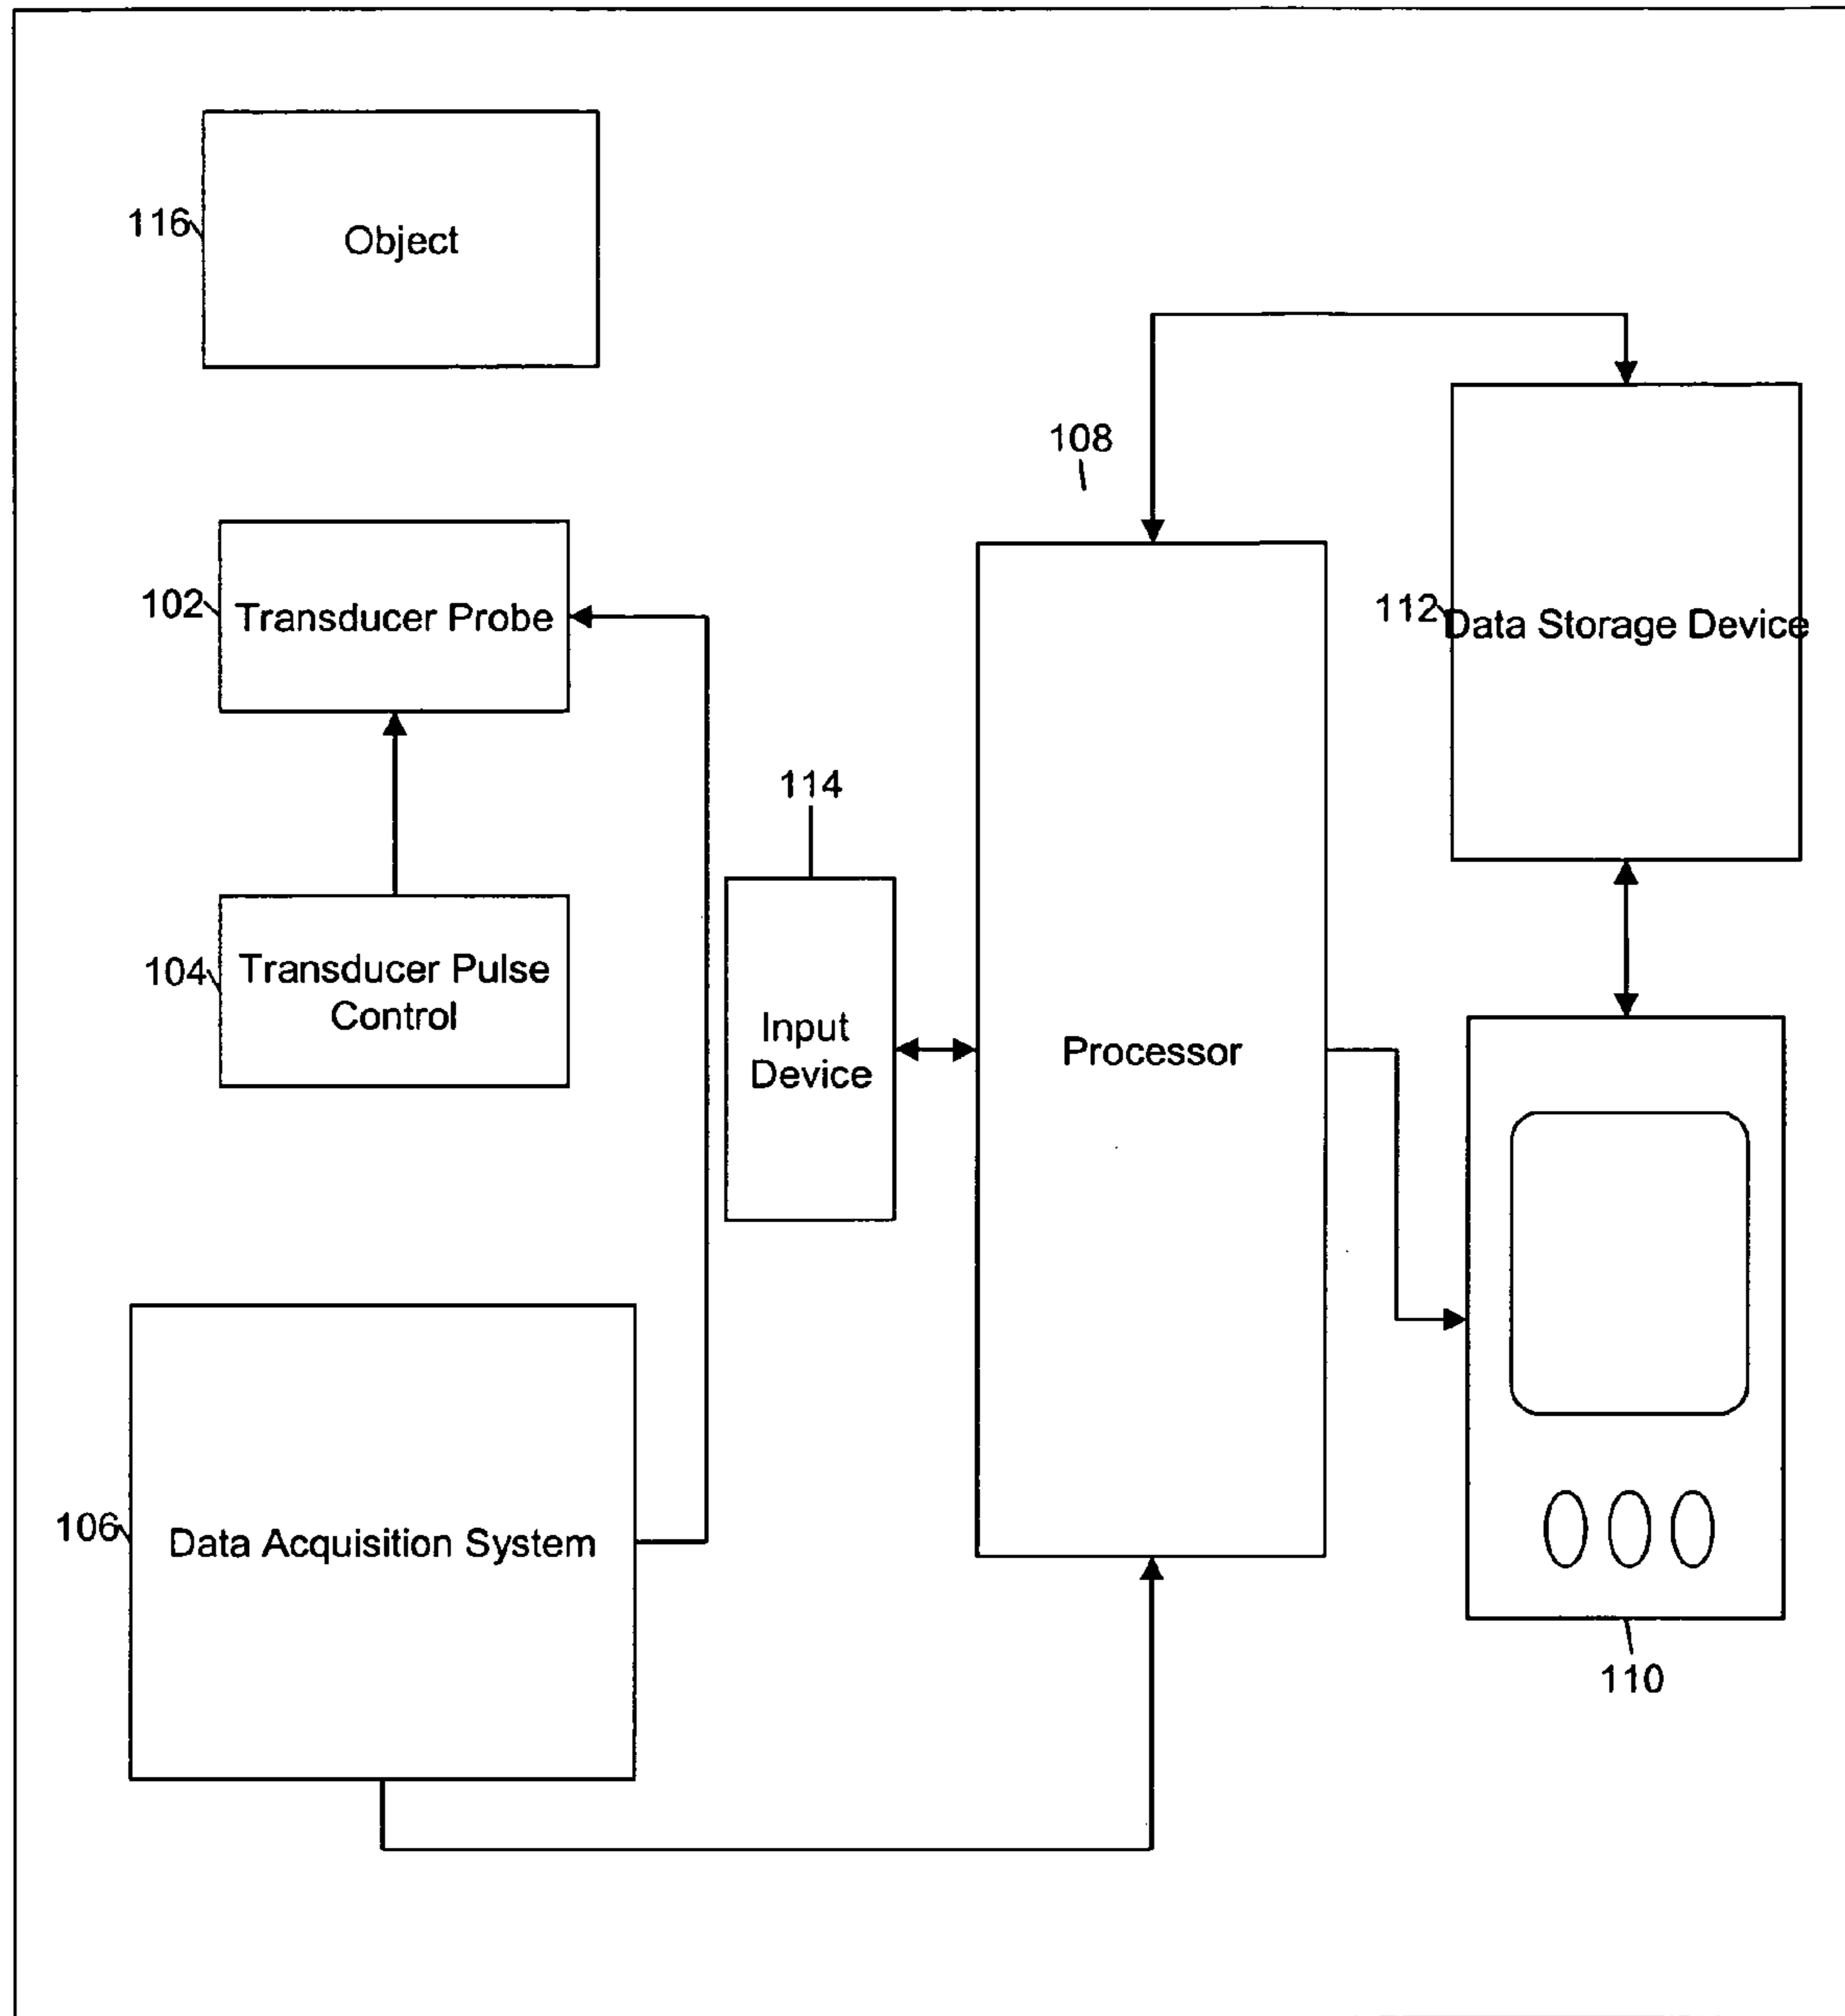 116
Object
108
102
Transducer Probe
112
Data Storage Device
114
104
Transducer Pulse
Control
Input
Device
Processor
106
Data Acquisition System
110